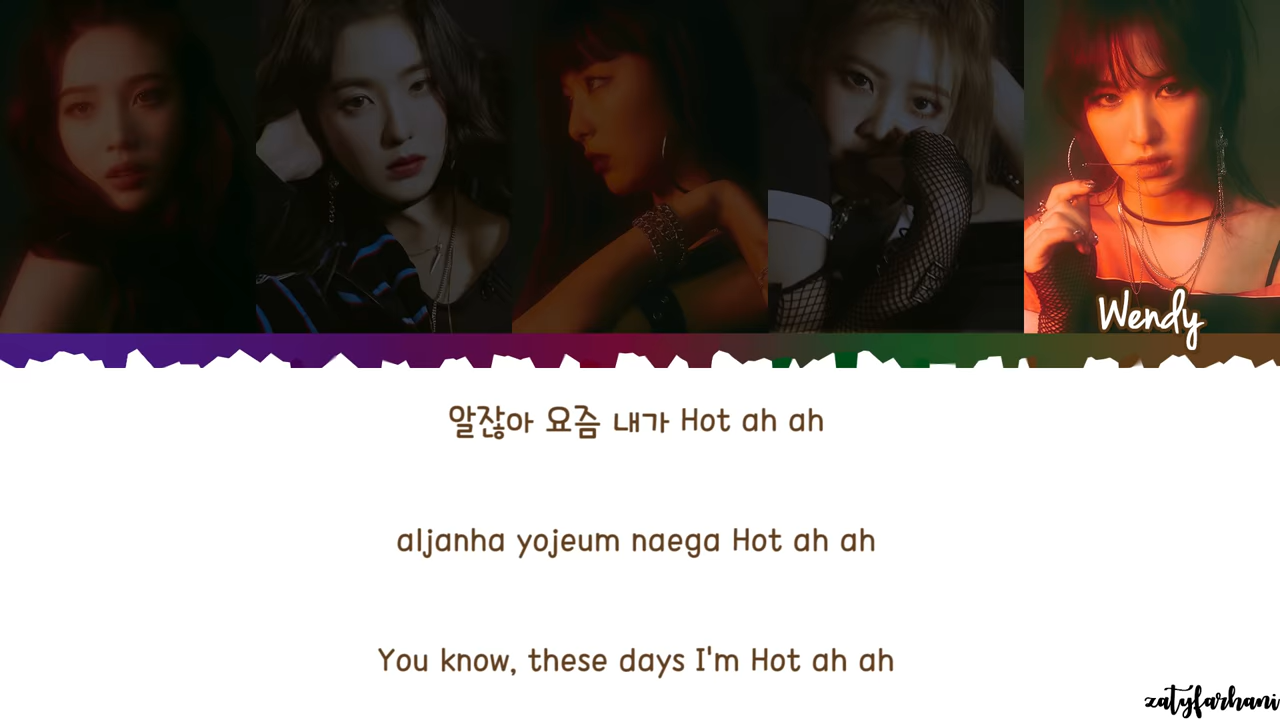 Wendy
알잖아 요즘 내가 Hot ah ah
aljanha yojeum naega Hot ah ah
You know, these days I'm Hot ah ah
zatyfarhani